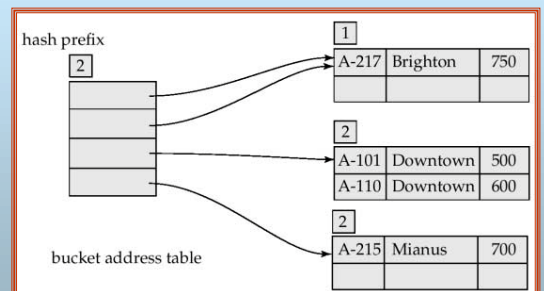 hash prefix
2
bucket address table
1
A-217 Brighton 750
2
A-101 Downtown 500
A-110 Downtown 600
2
A-215 Mianus 700